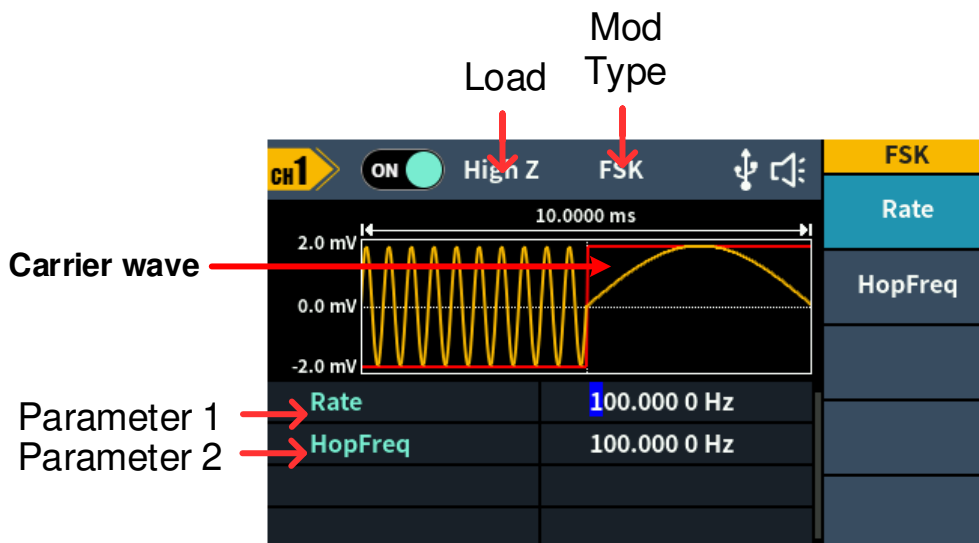 Mod
Type
Load
CH1 ON High Z FSK
FSK
Rate
HopFreq
10.0000 ms
2.0 mV
Carrier wave
0.0 mV
-2.0 mV
Parameter 1
Rate 100.000 0 Hz
Parameter 2
HopFreq 100.000 0 Hz